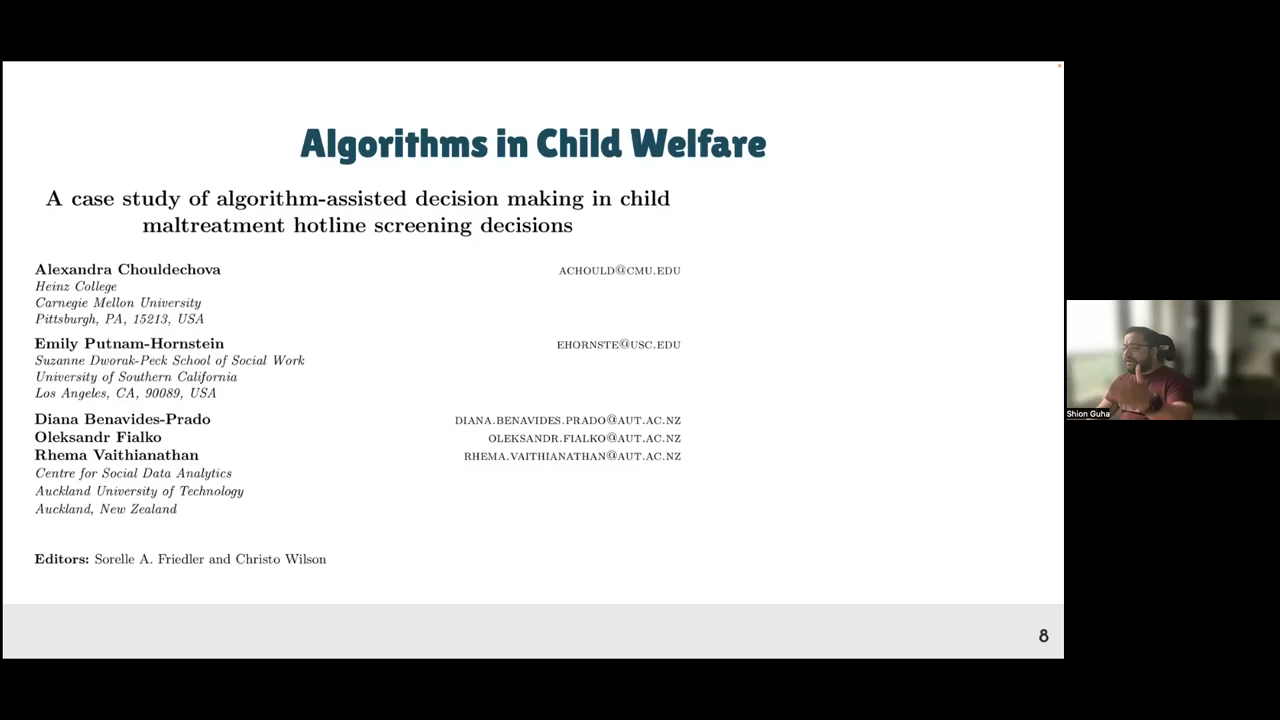 Algorithms in Child Welfare
A case study of algorithm-assisted decision making in child
maltreatment hotline screening decisions
Alexandra Chouldechova ACHOULD@CMU.EDU
Heinz College
Carnegie Mellon University
Pittsburgh, PA, 15213, USA
Emily Putnam-Hornstein EHORNSTE@USC.EDU
Suzanne Dworak-Peck School of Social Work
University of Southern California
Los Angeles, CA, 90089, USA
Diana Benavides-Prado DIANA.BENAVIDES.PRADO@AUT.AC.NZ
Oleksandr Fialko OLEKSANDR.FIALKO@AUT.AC.NZ
Rhema Vaithianathan RHEMA.VAITHIANATHAN@AUT.AC.NZ
Centre for Social Data Analytics
Auckland University of Technology
Auckland, New Zealand
Editors: Sorelle A. Friedler and Christo Wilson
8
Shion Guha